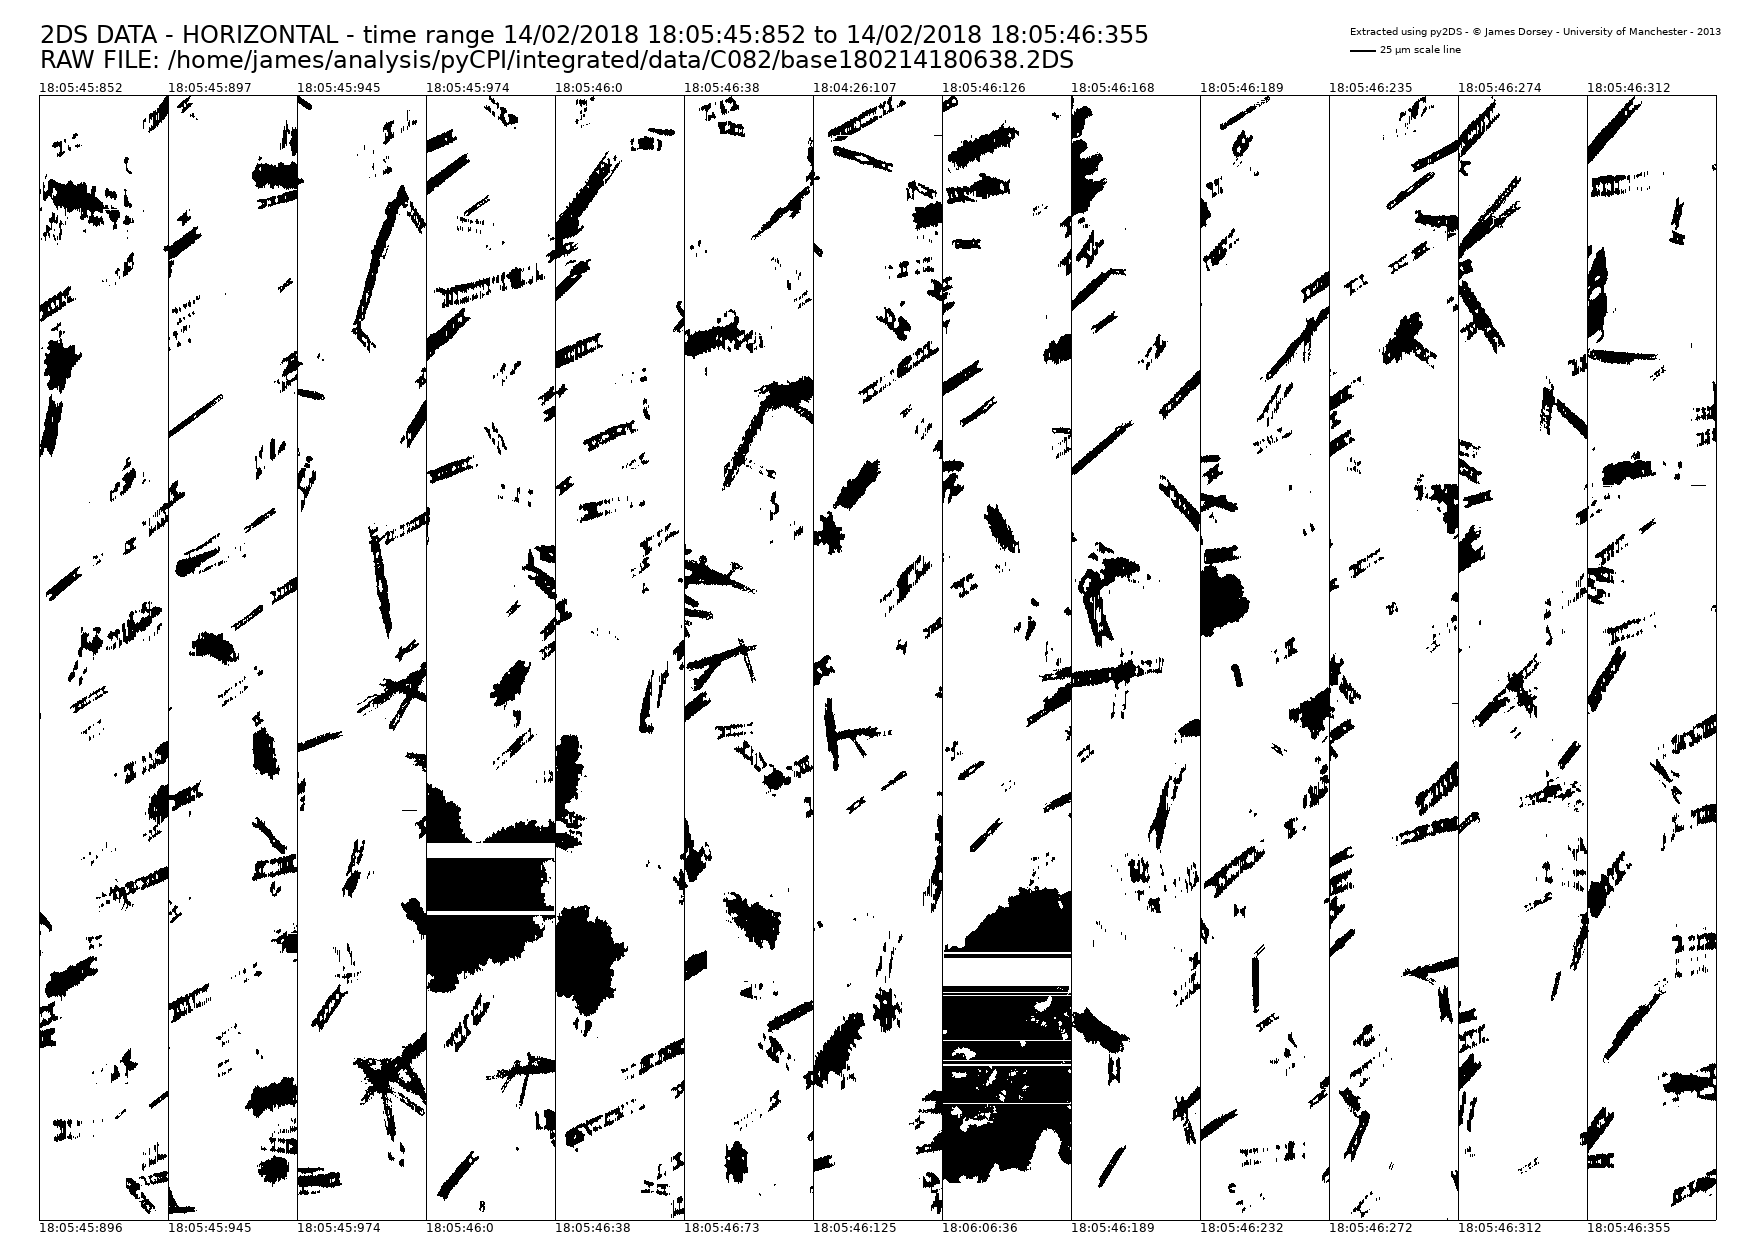 2DS DATA - HORIZONTAL - time range 14/02/2018 18:05:45:852 to 14/02/2018 18:05:46:355
RAW FILE: /home/james/analysis/pyCPI/integrated/data/C082/base180214180638.2DS
Extracted using py2DS - © James Dorsey - University of Manchester - 2013
25 µm scale line
18:05:45:852 18:05:45:897 18:05:45:945 18:05:45:974 18:05:46:0 18:05:46:38 18:04:26:107 18:05:46:126 18:05:46:168 18:05:46:189 18:05:46:235 18:05:46:274 18:05:46:312
18:05:45:896 18:05:45:945 18:05:45:974 18:05:46:0 18:05:46:38 18:05:46:73 18:05:46:125 18:06:06:36 18:05:46:189 18:05:46:232 18:05:46:272 18:05:46:312 18:05:46:355